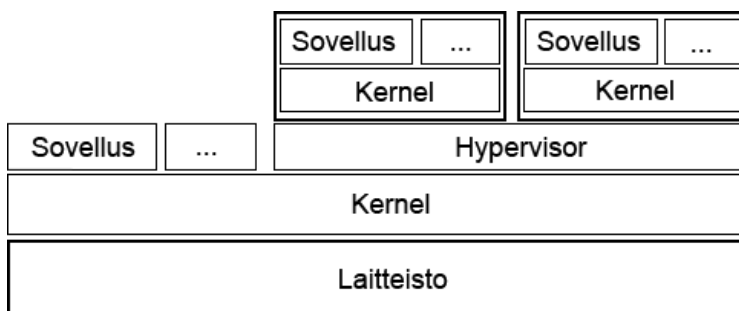 Sovellus ... Sovellus ...
Kernel Kernel
Sovellus ... Hypervisor
Kernel
Laitteisto